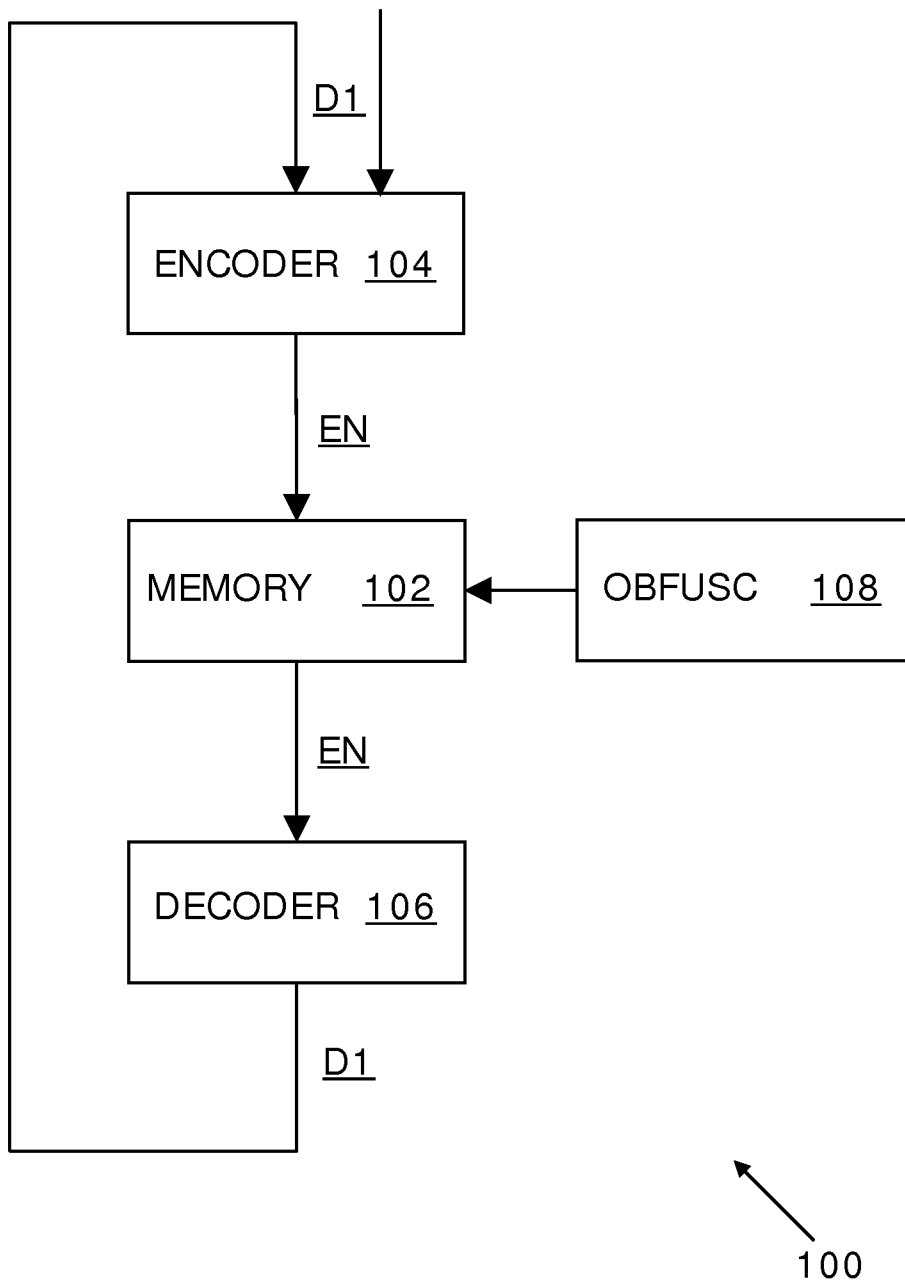 D1
ENCODER 104
EN
MEMORY 102
OBFUSC 108
EN
DECODER 106
D1
100